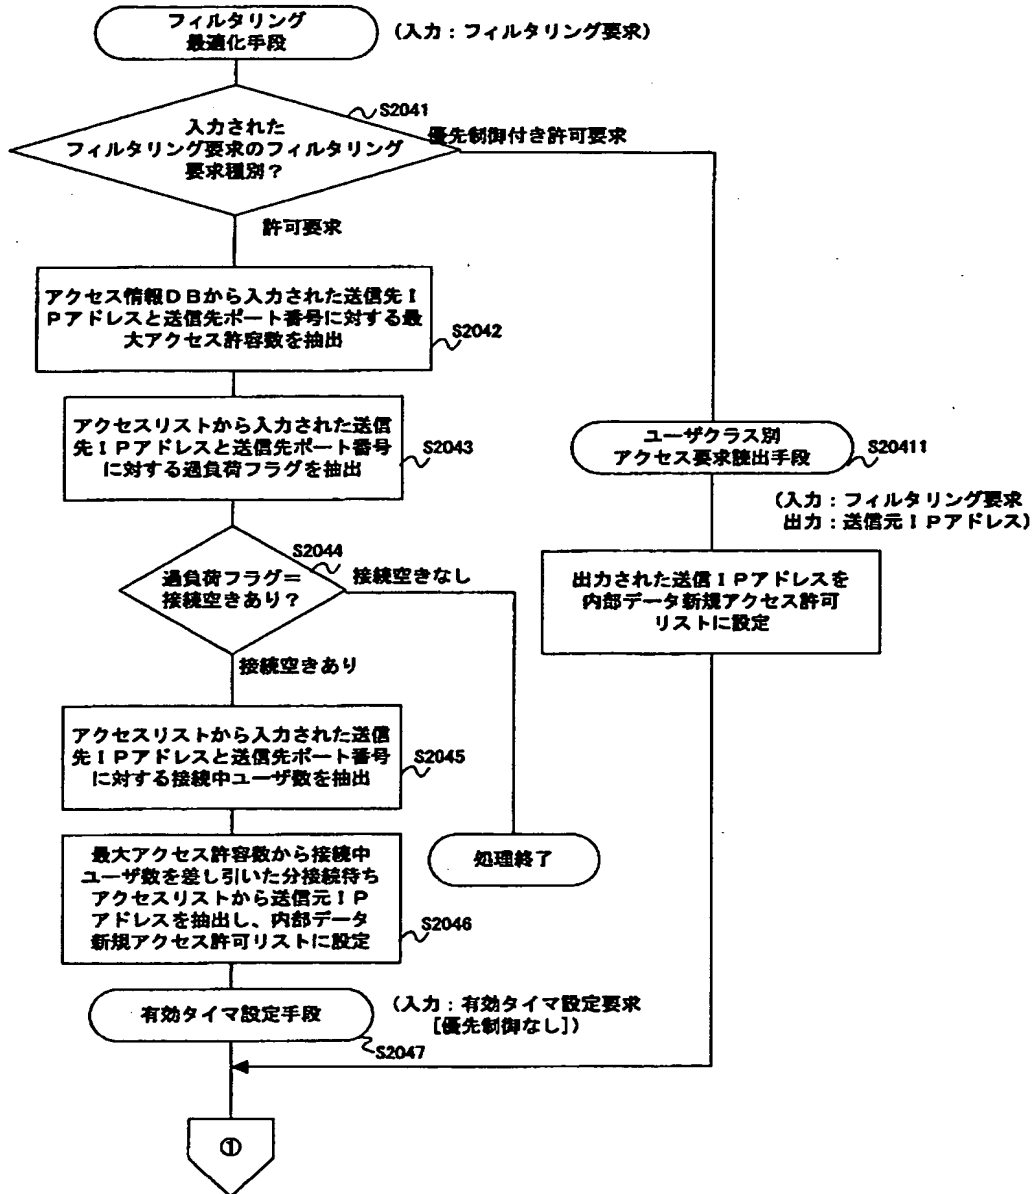 フィルタリング
最適化手段
(入力:フィルタリング要求)
S2041
入力された
フィルタリング要求のフィルタリング
要求種別?
優先制御付き許可要求
許可要求
アクセス情報DBから入力された送信先I
Pアドレスと送信先ポート番号に対する最
大アクセス許容数を抽出
S2042
アクセスリストから入力された送信
先IPアドレスと送信先ポート番号
に対する過負荷フラグを抽出
S2043
ユーザクラス別
アクセス要求読出手段
S20411
(入力:フィルタリング要求
出力:送信元IPアドレス)
S2044
過負荷フラグ=
接続空きあり?
接続空きなし
接続空きあり
出力された送信IPアドレスを
内部データ新規アクセス許可
リストに設定
アクセスリストから入力された送信
先IPアドレスと送信先ポート番号
に対する接続中ユーザ数を抽出
S2045
処理終了
最大アクセス許容数から接続中
ユーザ数を差し引いた分接続待ち
アクセスリストから送信元IP
アドレスを抽出し、内部データ
新規アクセス許可リストに設定
S2046
有効タイマ設定手段
(入力:有効タイマ設定要求
[優先制御なし])
S2047
①